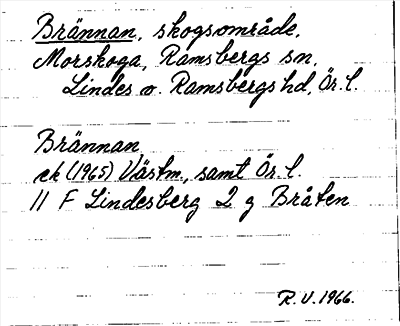 Brännan, skogsområde,
Morskoga, Ramsbergs sn,
Lindes o. Ramsbergs hd, Ör. l.
Brännan
ek (1965) Västm., samt Ör. l.
11 F Lindesberg 2 g Bråten
R.V. 1966.